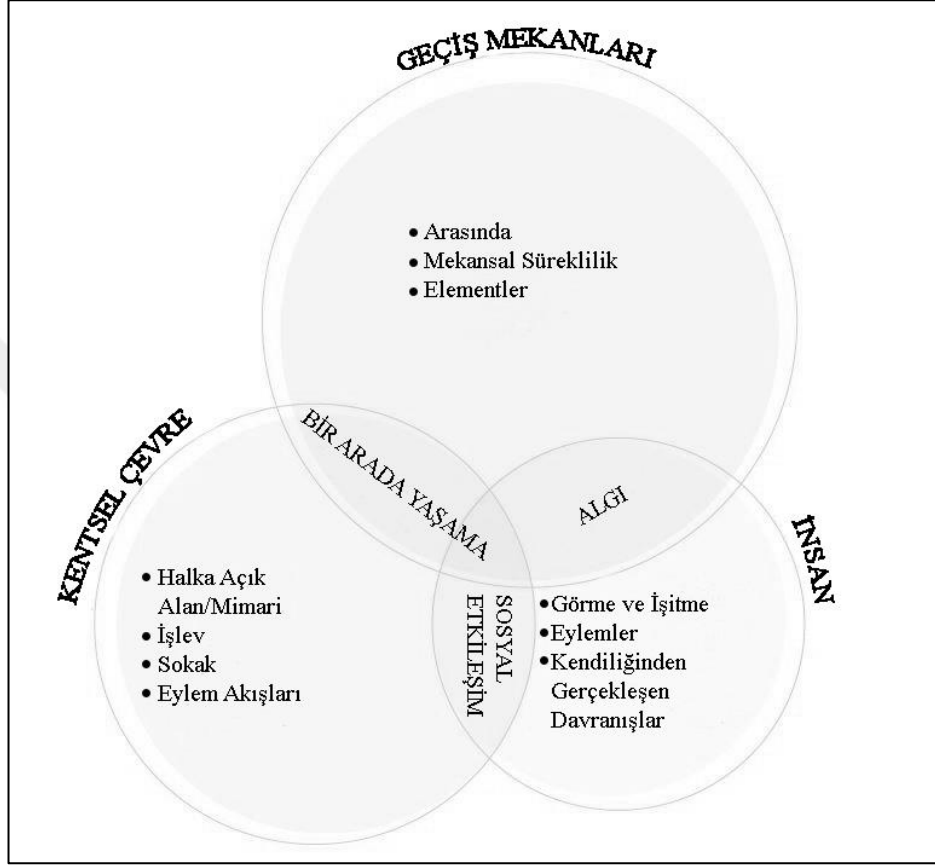 GEÇİŞ MEKANLARI
• Arasında
• Mekansal Süreklilik
• Elementler
BİR ARADA YAŞAMA
ALGI
KENTSEL ÇEVRE
İNSAN
• Halka Açık
Alan/Mimari
• İşlev
• Sokak
• Eylem Akışları
SOSYAL
ETKİLEŞİM
•Görme ve İşitme
•Eylemler
•Kendiliğinden
Gerçekleşen
Davranışlar